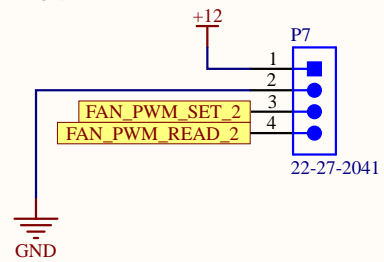 +12
P7
1
2
FAN_PWM_SET_2 3
FAN_PWM_READ_2 4
22-27-2041
GND